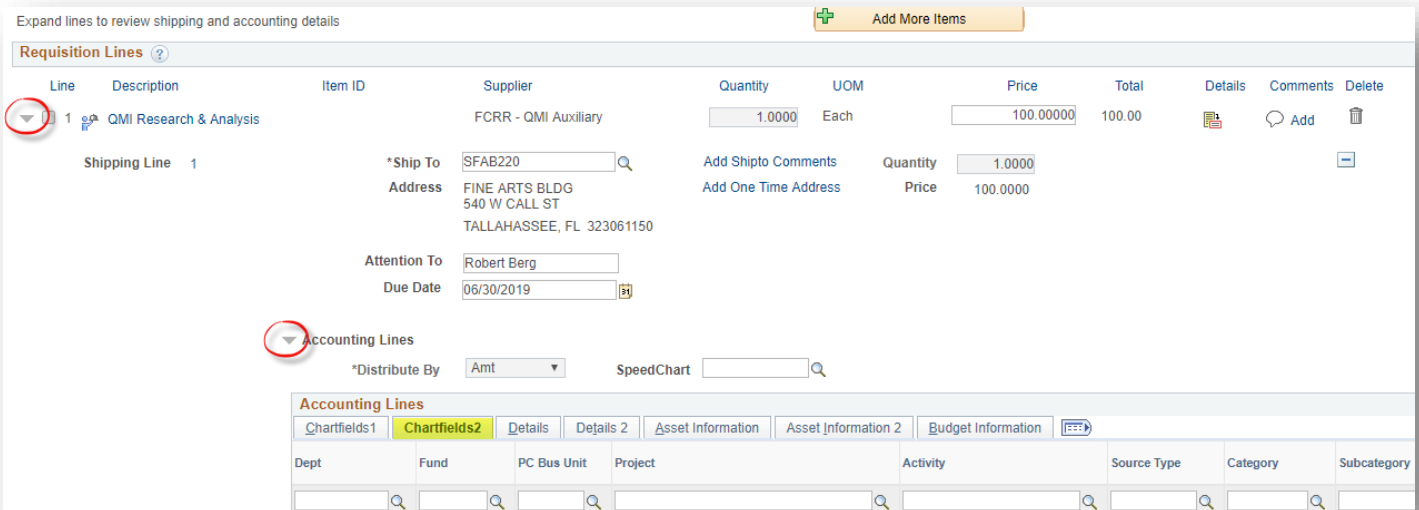 Expand lines to review shipping and accounting details
Add More Items
Requisition Lines ?
Line Description Item ID Supplier Quantity UOM Price Total Details Comments Delete
1 QMI Research & Analysis FCRR - QMI Auxiliary 1.0000 Each 100.00000 100.00 Add
Shipping Line 1 *Ship To SFAB220 Add Shipto Comments Quantity 1.0000
Address FINE ARTS BLDG Add One Time Address Price 100.0000
540 W CALL ST
TALLAHASSEE, FL 323061150
Attention To Robert Berg
Due Date 06/30/2019 31
Accounting Lines
*Distribute By Amt SpeedChart
Accounting Lines
Chartfields1 Chartfields2 Details Details 2 Asset Information Asset Information 2 Budget Information
Dept Fund PC Bus Unit Project Activity Source Type Category Subcategory